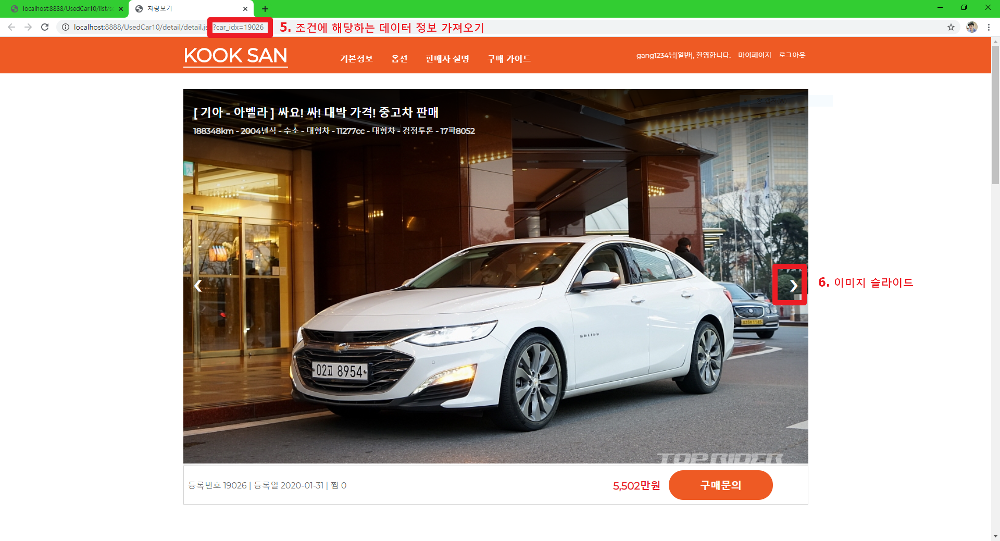 localhost:8888/UsedCar10/list/se
차량보기
localhost:8888/UsedCar10/detail/detail.js
?car_idx=19026
5. 조건에 해당하는 데이터 정보 가져오기
KOOK SAN
기본정보 옵션 판매자 설명 구매 가이드
gang1234님[일반], 환영합니다. 마이페이지 로그아웃
[ 기아 - 아벨라 ] 싸요! 싸! 대박 가격! 중고차 판매
188348km - 2004년식 - 수소 - 대형차 - 11277cc - 대형차 - 검정투톤 - 17파8052
6. 이미지 슬라이드
MALIBU
02고 8954
TOP RIDER
등록번호 19026 | 등록일 2020-01-31 | 찜 0
5,502만원
구매문의